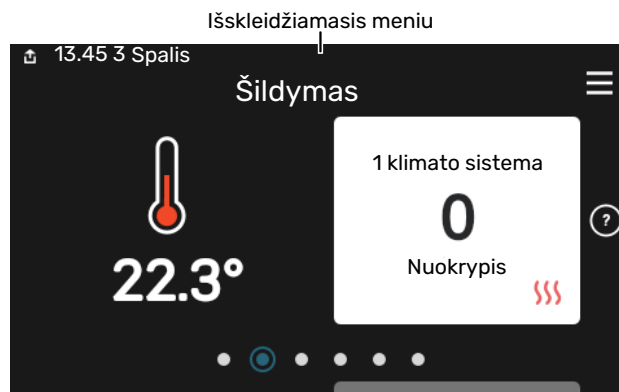 Išskleidžiamasis meniu
13.45 3 Spalis
Šildymas
1 klimato sistema
0
Nuokrypis
22.3°
?